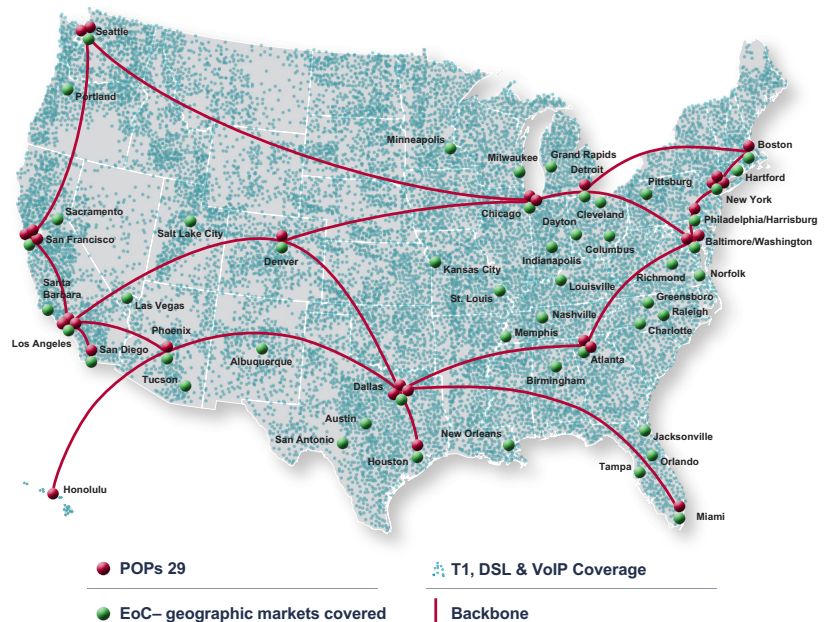 Seattle
Portland
Minneapolis
Boston
Milwaukee
Grand Rapids
Detroit
Hartford
Pittsburg
New York
Sacramento
Chicago
Cleveland
Salt Lake City
Dayton
Philadelphia/Harrisburg
San Francisco
Columbus
Baltimore/Washington
Denver
Indianapolis
Kansas City
Richmond
Norfolk
Santa
Barbara
Louisville
Las Vegas
St. Louis
Greensboro
Nashville
Raleigh
Phoenix
Memphis
Charlotte
Los Angeles
San Diego
Albuquerque
Atlanta
Tucson
Birmingham
Dallas
Austin
New Orleans
Jacksonville
San Antonio
Houston
Orlando
Tampa
Honolulu
Miami
POPs 29
T1, DSL & VoIP Coverage
EoC– geographic markets covered
Backbone